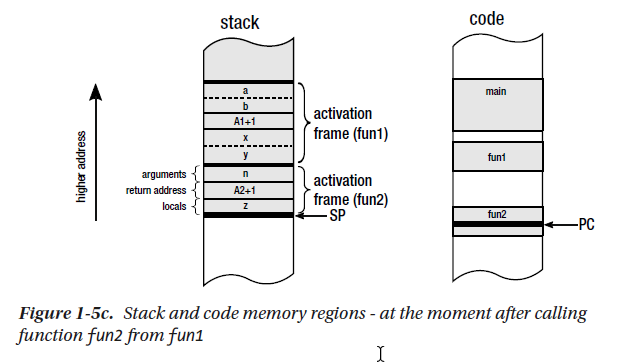 stack
code
a
b
A1+1
x
y
activation
frame (fun1)
main
fun1
higher address
arguments
return address
locals
n
A2+1
z
activation
frame (fun2)
SP
fun2
PC
Figure 1-5c. Stack and code memory regions - at the moment after calling
function fun2 from fun1